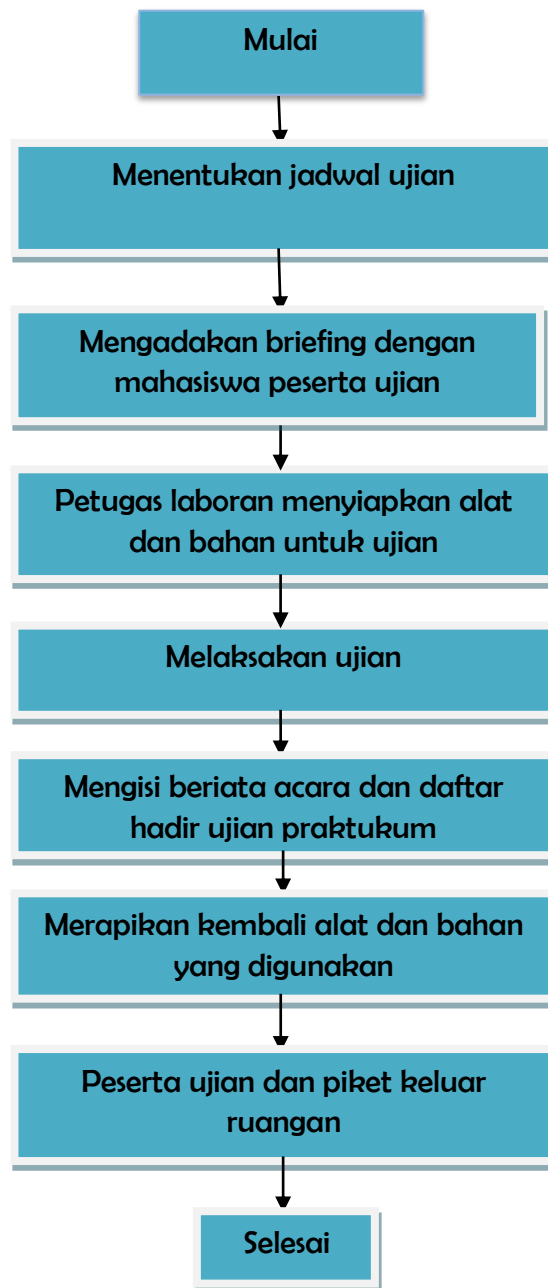 Mulai
Menentukan jadwal ujian
Mengadakan briefing dengan
mahasiswa peserta ujian
Petugas laboran menyiapkan alat
dan bahan untuk ujian
Melaksakan ujian
Mengisi beriata acara dan daftar
hadir ujian praktukum
Merapikan kembali alat dan bahan
yang digunakan
Peserta ujian dan piket keluar
ruangan
Selesai